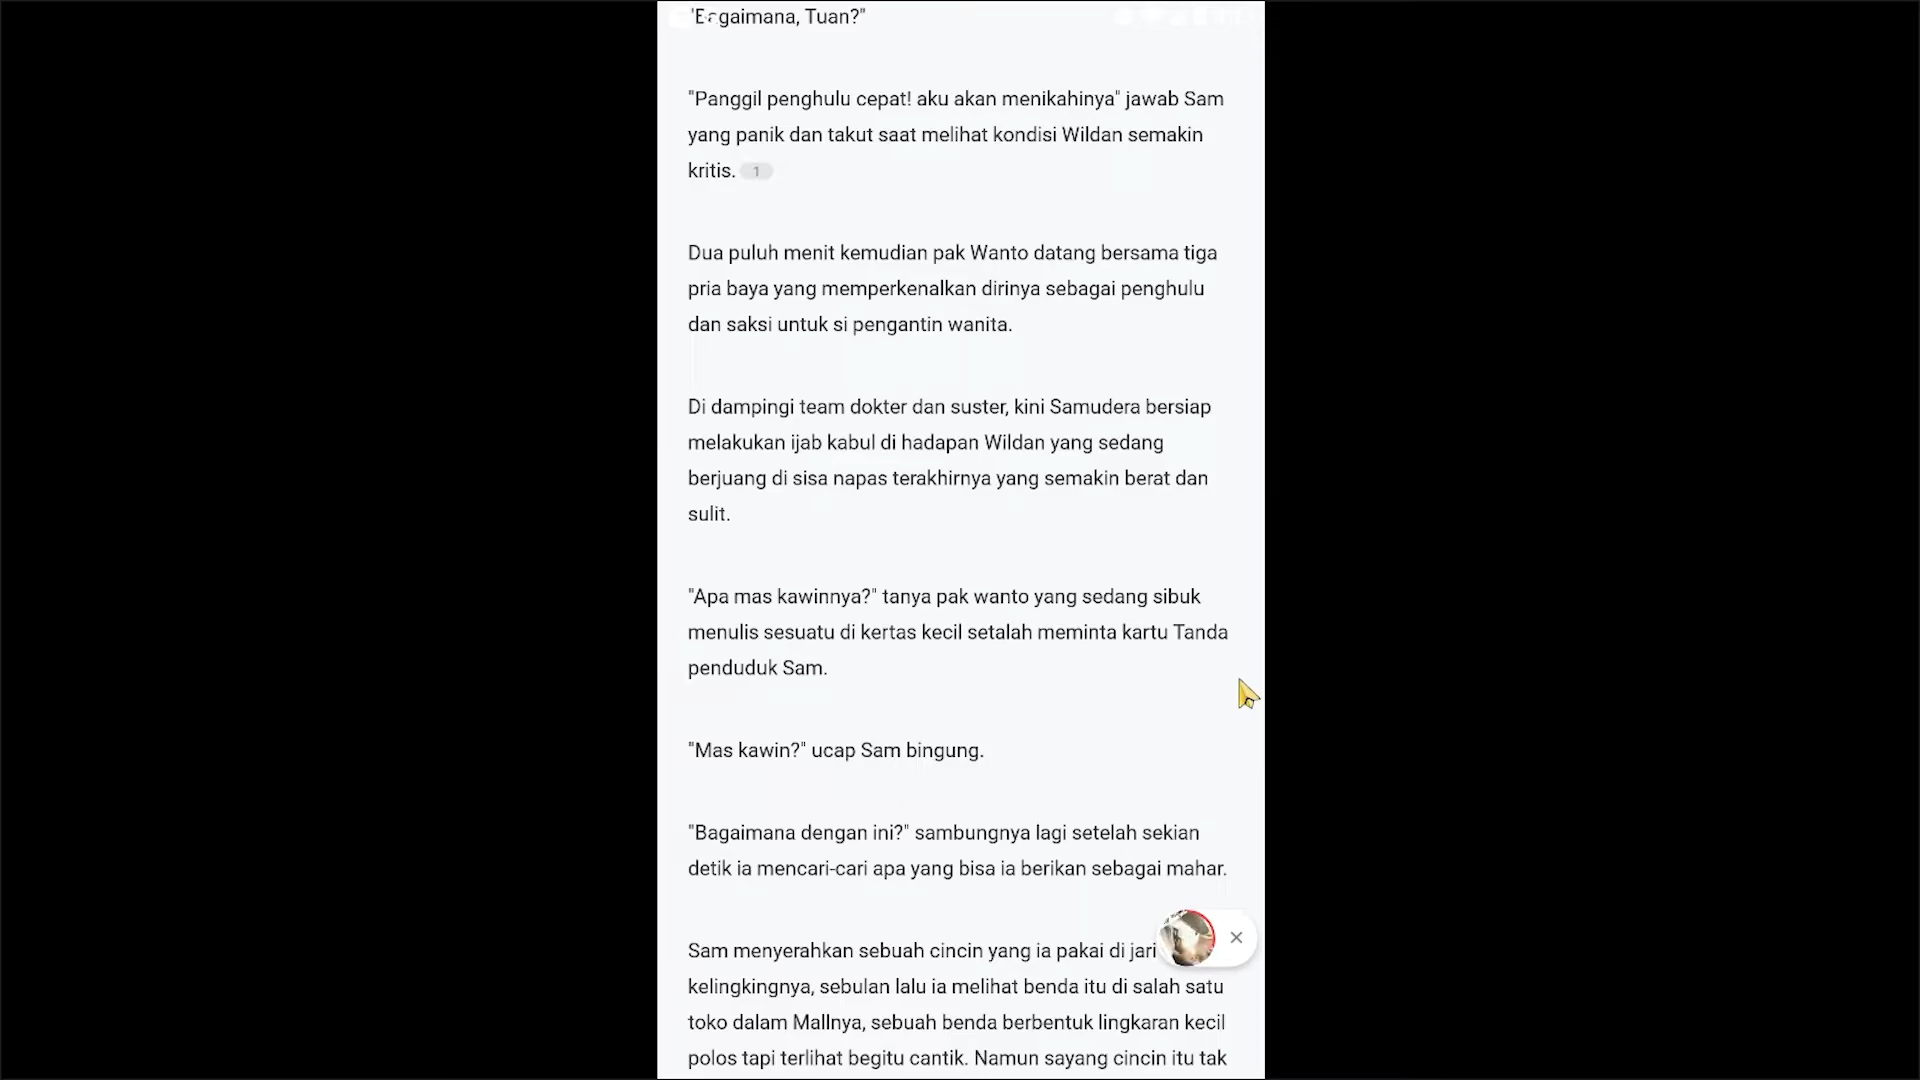 "Bagaimana, Tuan?"
"Panggil penghulu cepat! aku akan menikahinya" jawab Sam
yang panik dan takut saat melihat kondisi Wildan semakin
kritis. 1
Dua puluh menit kemudian pak Wanto datang bersama tiga
pria baya yang memperkenalkan dirinya sebagai penghulu
dan saksi untuk si pengantin wanita.
Di dampingi team dokter dan suster, kini Samudera bersiap
melakukan ijab kabul di hadapan Wildan yang sedang
berjuang di sisa napas terakhirnya yang semakin berat dan
sulit.
"Apa mas kawinnya?" tanya pak wanto yang sedang sibuk
menulis sesuatu di kertas kecil setalah meminta kartu Tanda
penduduk Sam.
"Mas kawin?" ucap Sam bingung.
"Bagaimana dengan ini?" sambungnya lagi setelah sekian
detik ia mencari-cari apa yang bisa ia berikan sebagai mahar.
Sam menyerahkan sebuah cincin yang ia pakai di jari
kelingkingnya, sebulan lalu ia melihat benda itu di salah satu
toko dalam Mallnya, sebuah benda berbentuk lingkaran kecil
polos tapi terlihat begitu cantik. Namun sayang cincin itu tak